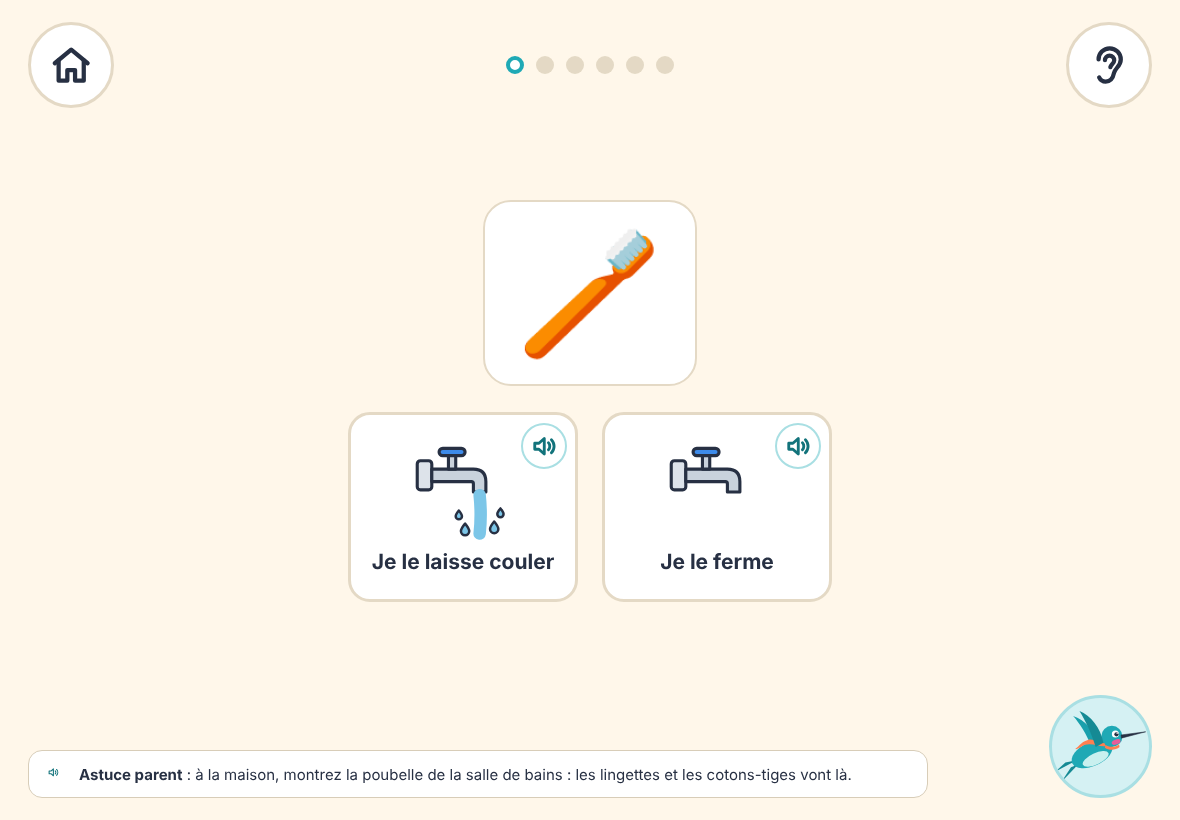 Je le laisse couler
Je le ferme
Astuce parent : à la maison, montrez la poubelle de la salle de bains : les lingettes et les cotons-tiges vont là.